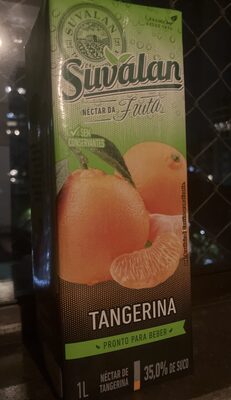 SUVALAN
Suvalan
NÉCTAR DA Fruta
SEM
CONSERVANTES
TANGERINA
PRONTO PARA BEBER
1L
NÉCTAR DE
TANGERINA
35,0% DE SUCO